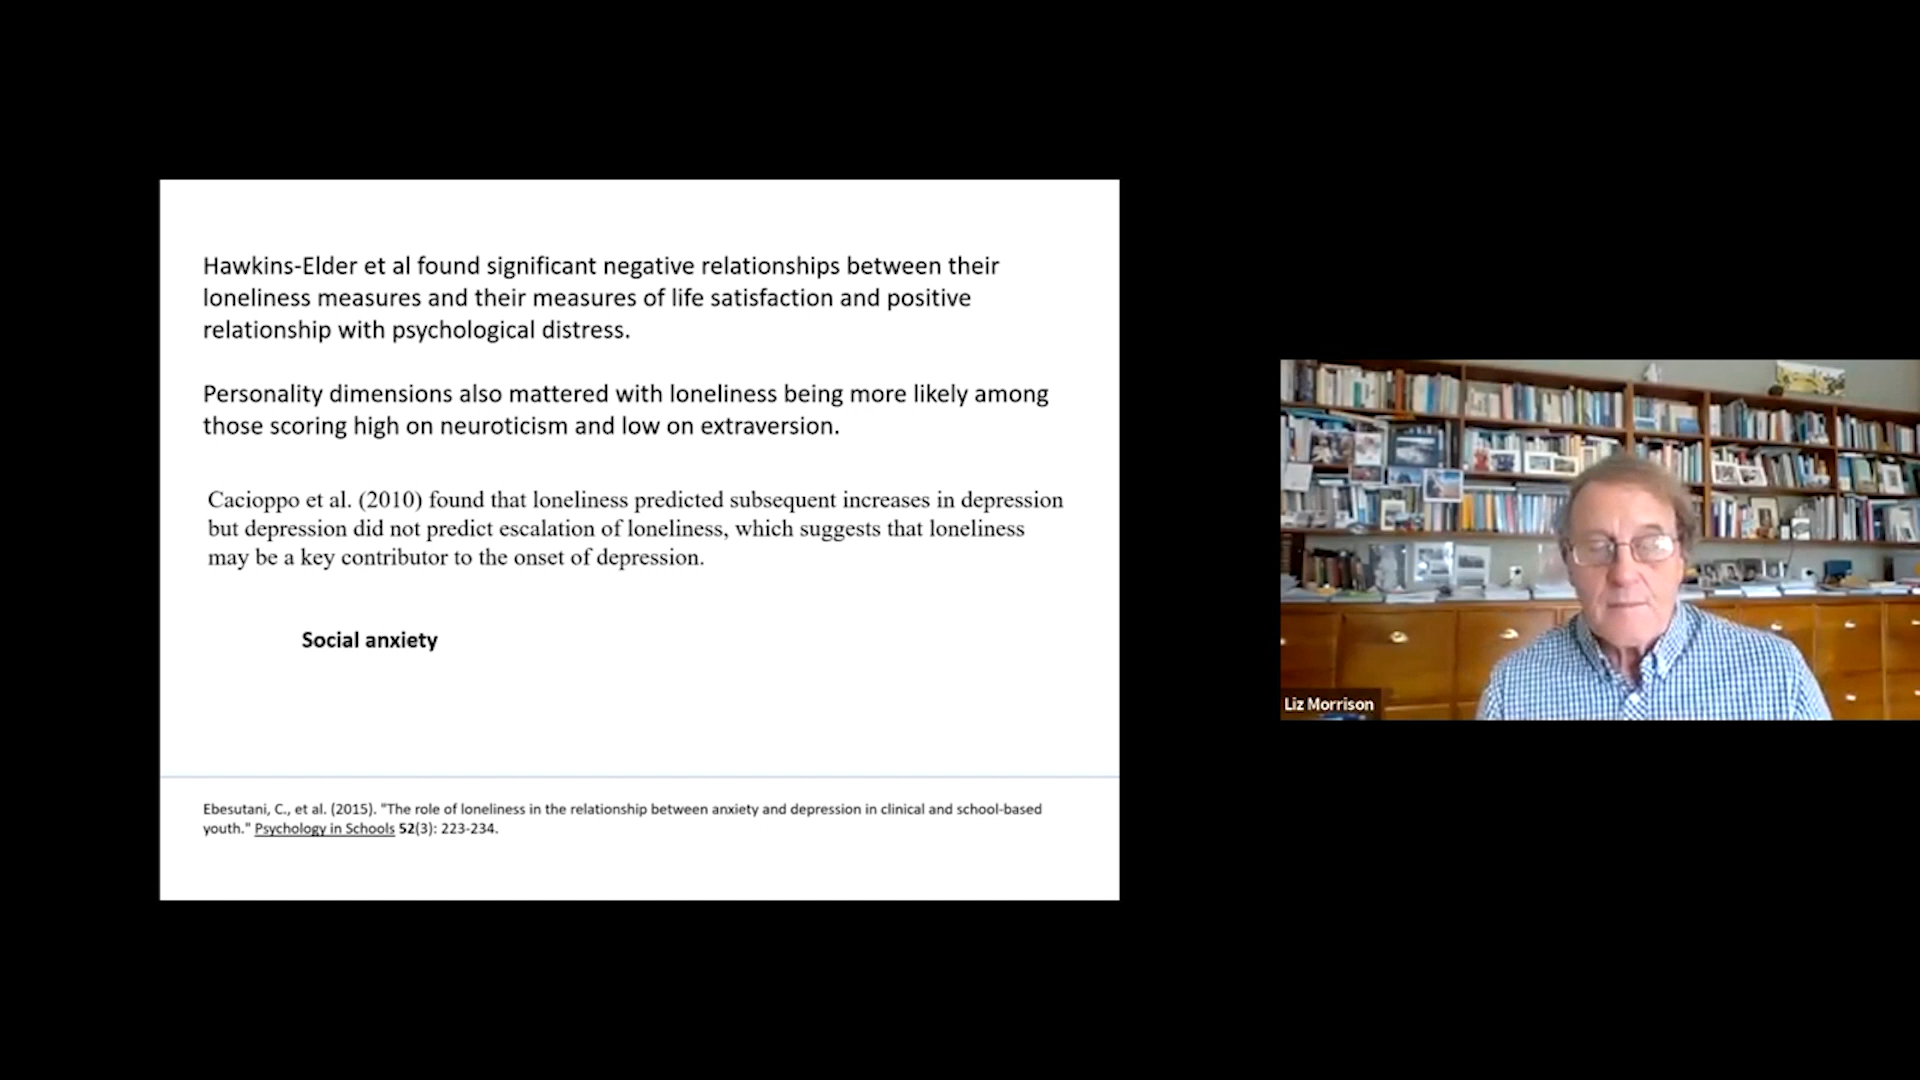 Hawkins-Elder et al found significant negative relationships between their
loneliness measures and their measures of life satisfaction and positive
relationship with psychological distress.
Personality dimensions also mattered with loneliness being more likely among
those scoring high on neuroticism and low on extraversion.
Cacioppo et al. (2010) found that loneliness predicted subsequent increases in depression
but depression did not predict escalation of loneliness, which suggests that loneliness
may be a key contributor to the onset of depression.
Social anxiety
Ebesutani, C., et al. (2015). "The role of loneliness in the relationship between anxiety and depression in clinical and school-based
youth." Psychology in Schools 52(3): 223-234.
Liz Morrison